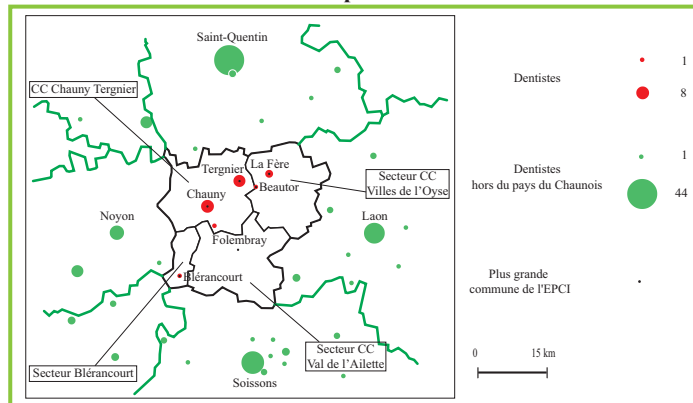 Saint-Quentin
CC Chauny Tergnier
Tergnier
La Fère
Beautor
Secteur CC
Villes de l'Oyse
Chauny
Noyon
Laon
Folembray
Blérancourt
Secteur Blérancourt
Secteur CC
Val de l'Ailette
Soissons
Dentistes
1
8
Dentistes
hors du pays du Chaunois
1
44
Plus grande
commune de l'EPCI
0
15 km